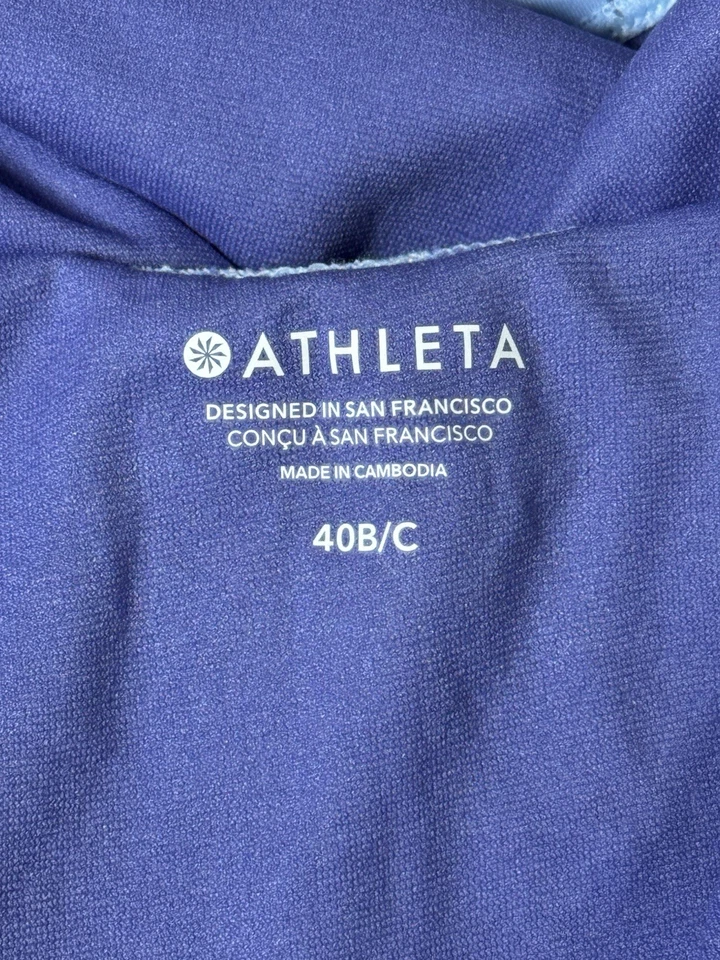 ATHLETA
DESIGNED IN SAN FRANCISCO
CONÇU À SAN FRANCISCO
MADE IN CAMBODIA
40B/C